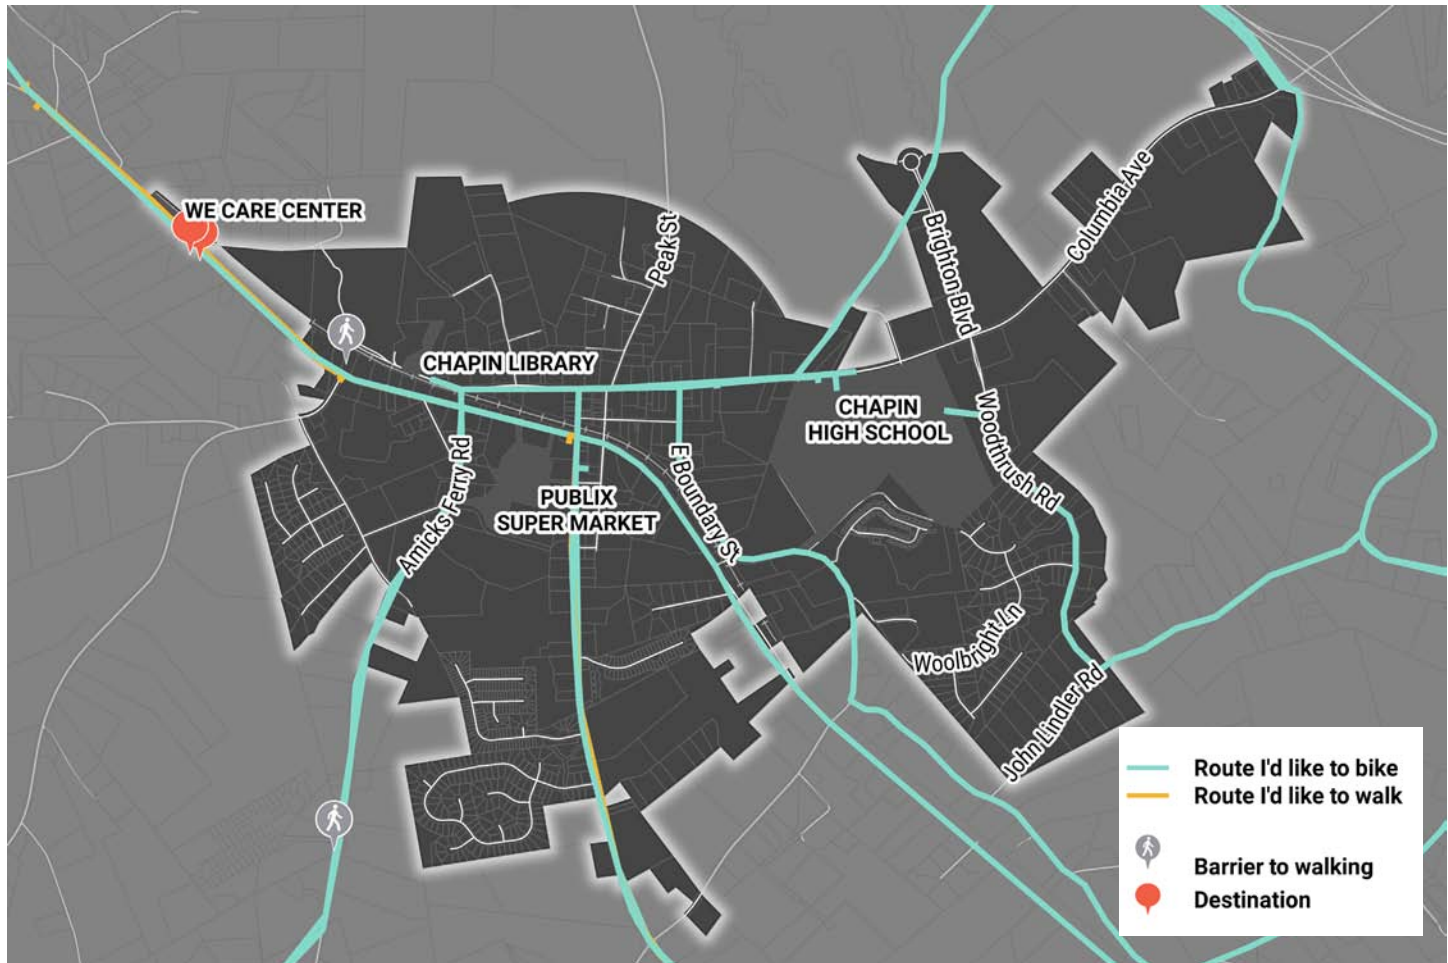 WE CARE CENTER
Peak St
Columbia Ave
Brighton Blvd
CHAPIN LIBRARY
CHAPIN
HIGH SCHOOL
Woodthrush Rd
Amicks Ferry Rd
E Boundary St
PUBLIX
SUPER MARKET
Woolbright Ln
John Lindler Rd
Route I'd like to bike
Route I'd like to walk
Barrier to walking
Destination